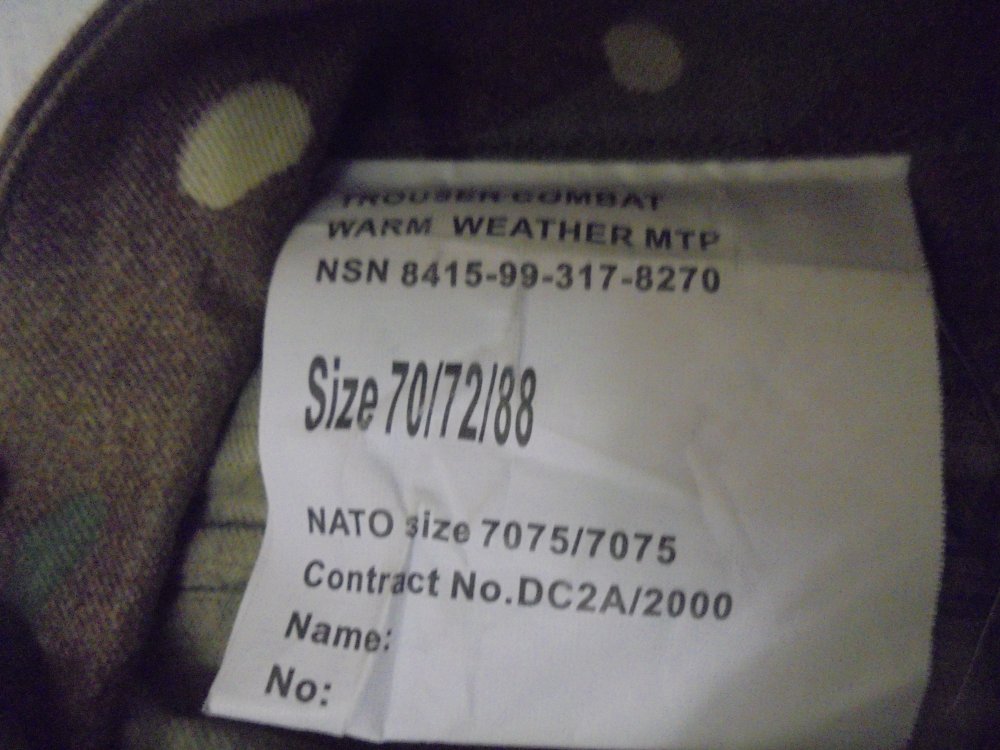 TROUSER COMBAT
WARM WEATHER MTP
NSN 8415-99-317-8270
Size 70/72/88
NATO size 7075/7075
Contract No.DC2A/2000
Name:
No: